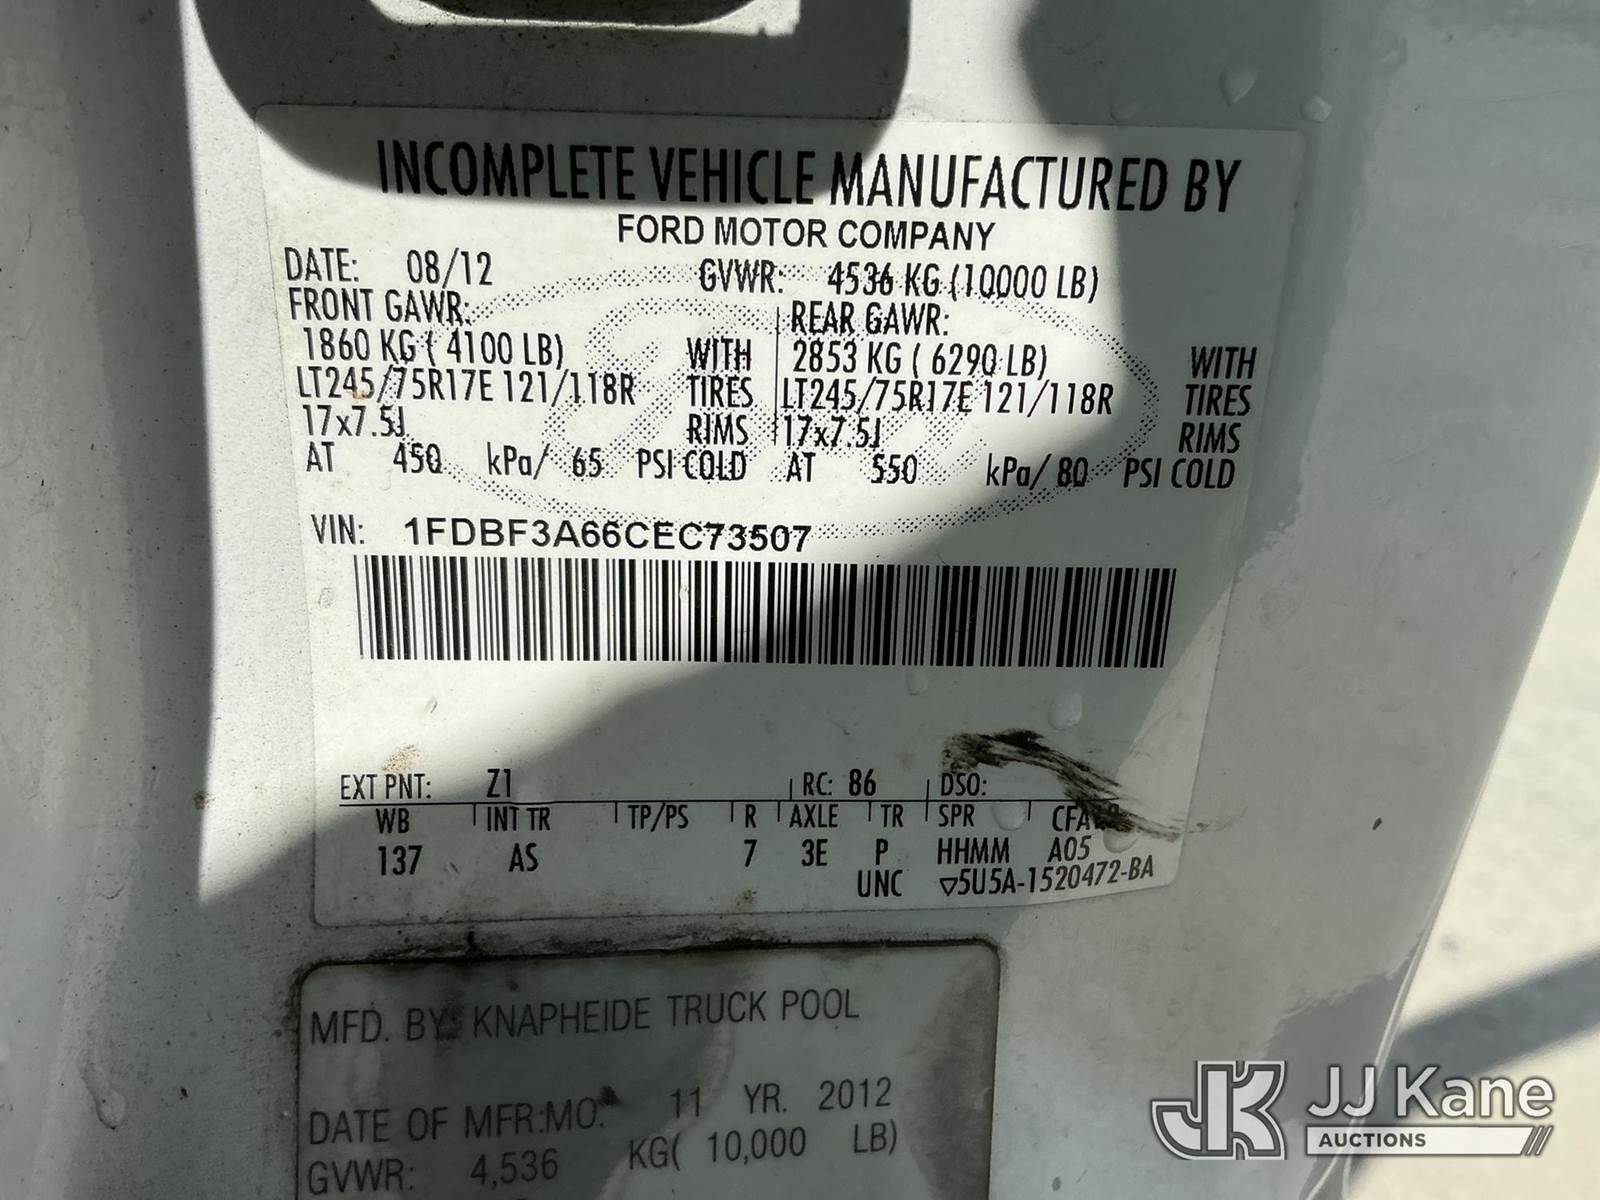 INCOMPLETE VEHICLE MANUFACTURED BY
FORD MOTOR COMPANY
DATE: 08/12 GVWR: 4536 KG (10000 LB)
FRONT GAWR: REAR GAWR:
1860 KG ( 4100 LB) WITH 2853 KG ( 6290 LB) WITH
LT245/75R17E 121/118R TIRES LT245/75R17E 121/118R TIRES
17x7.5J RIMS 17x7.5J RIMS
AT 450 kPa/ 65 PSI COLD AT 550 kPa/ 80 PSI COLD
VIN: 1FDBF3A66CEC73507
EXT PNT: Z1 RC: 86 DSO:
WB INT TR TP/PS R AXLE TR SPR
137 AS 7 3E P HHMM A05
UNC ▽5U5A-1520472-BA
MFD. BY: KNAPHEIDE TRUCK POOL
DATE OF MFR:MO. 11 YR. 2012
GVWR: 4,536 KG( 10,000 LB)
JK JJ Kane
AUCTIONS